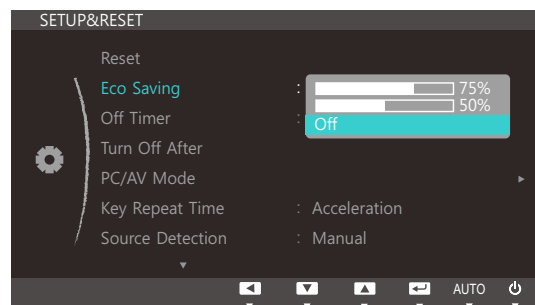 SETUP&RESET
Reset
Eco Saving : 75%
50%
Off Timer : Off
Turn Off After
PC/AV Mode
Key Repeat Time : Acceleration
Source Detection : Manual
AUTO